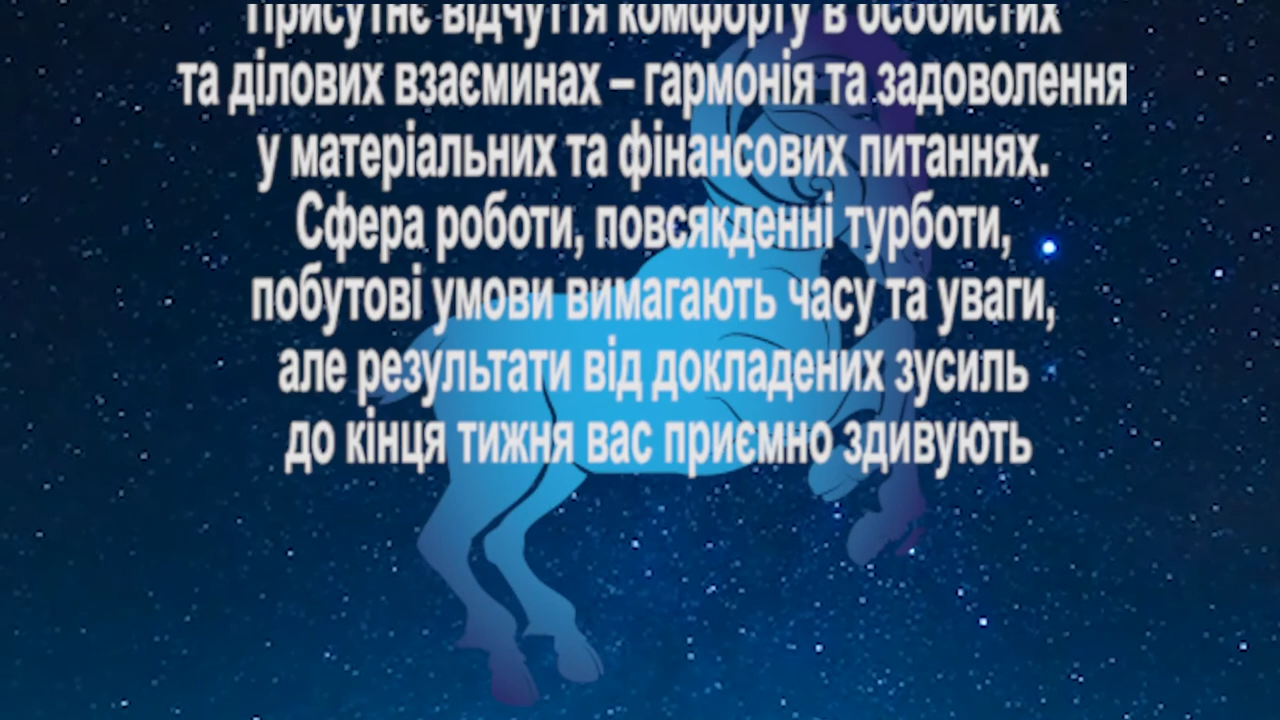 Присутнє відчуття комфорту в особистих
та ділових взаєминах – гармонія та задоволення
у матеріальних та фінансових питаннях.
Сфера роботи, повсякденні турботи,
побутові умови вимагають часу та уваги,
але результати від докладених зусиль
до кінця тижня вас приємно здивують